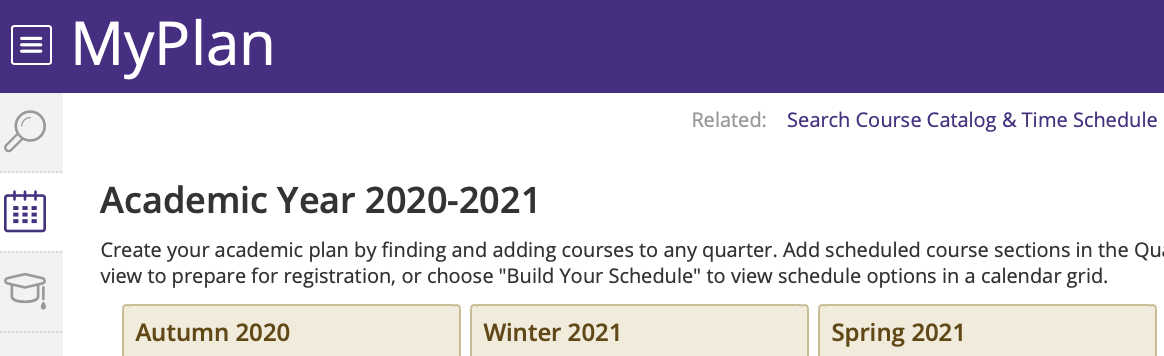 MyPlan
Related: Search Course Catalog & Time Schedule
Academic Year 2020-2021
Create your academic plan by finding and adding courses to any quarter. Add scheduled course sections in the
view to prepare for registration, or choose "Build Your Schedule" to view schedule options in a calendar grid.
Autumn 2020 Winter 2021 Spring 2021